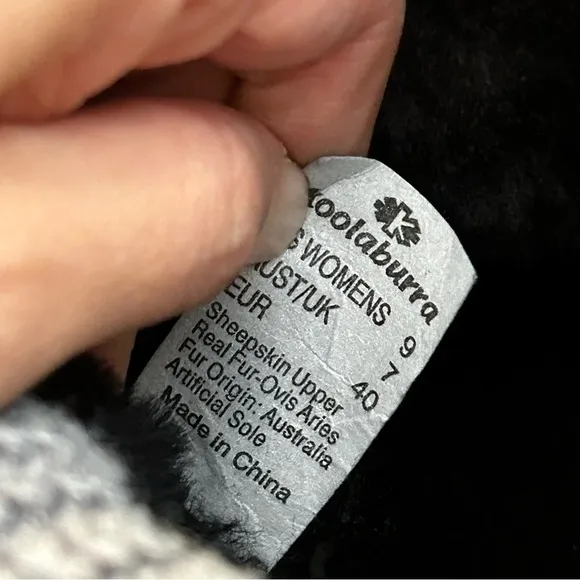 koolaburra
S WOMENS 9
AUST/UK 7
EUR 40
Sheepskin Upper
Real Fur-Ovis Aries
Fur Origin: Australia
Artificial Sole
Made in China